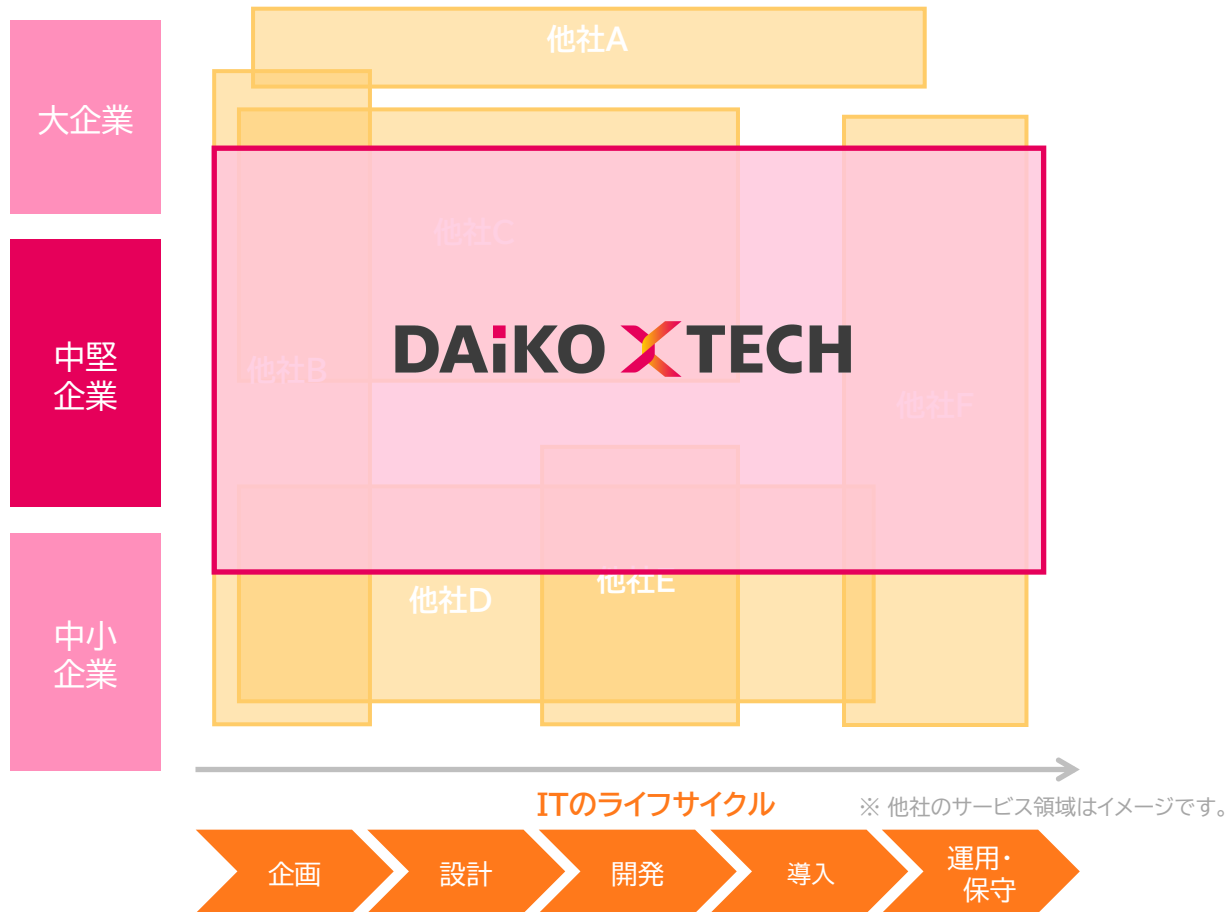 他社A
大企業
他社C
中堅
企業
他社B
DAiKO XTECH
他社F
他社D
他社E
中小
企業
ITのライフサイクル
※ 他社のサービス領域はイメージです。
企画
設計
開発
導入
運用・
保守